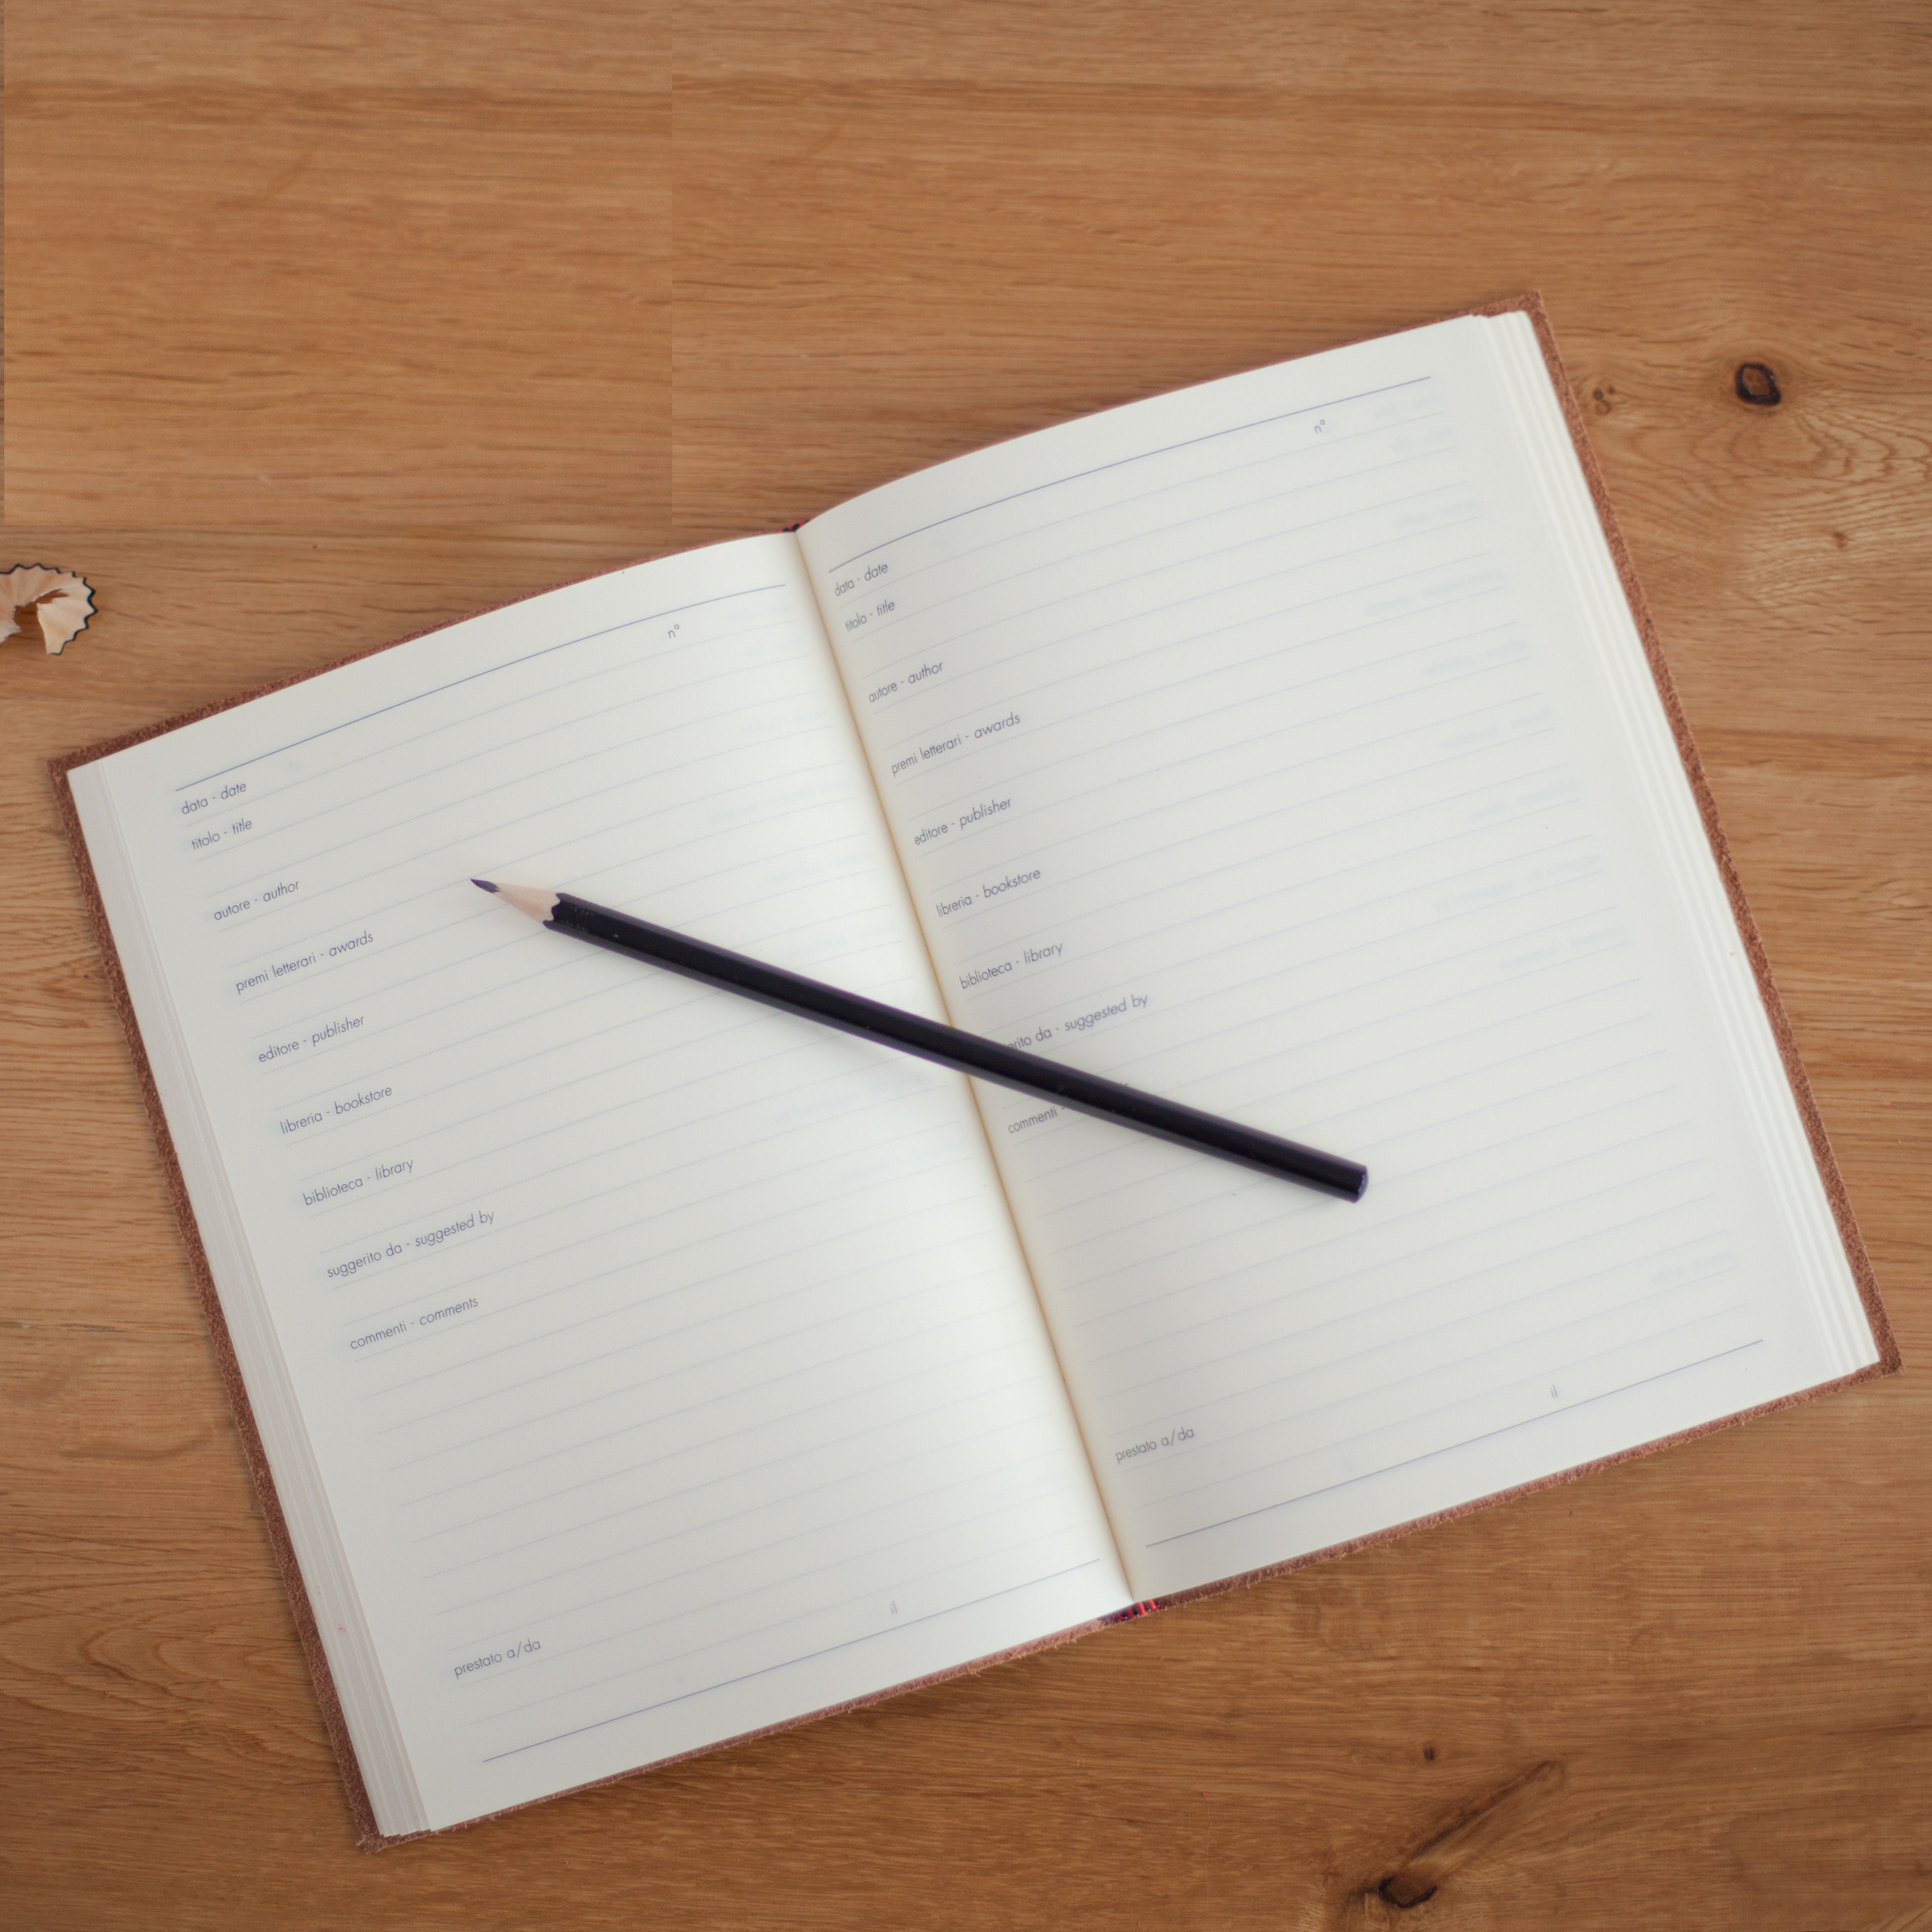 n°
data - date
titolo - title
autore - author
premi letterari - awards
editore - publisher
libreria - bookstore
biblioteca - library
suggerito da - suggested by
commenti - comments
prestato a/da
il
n°
data - date
titolo - title
autore - author
premi letterari - awards
editore - publisher
libreria - bookstore
biblioteca - library
da - suggested by
commenti -
prestato a/da
il